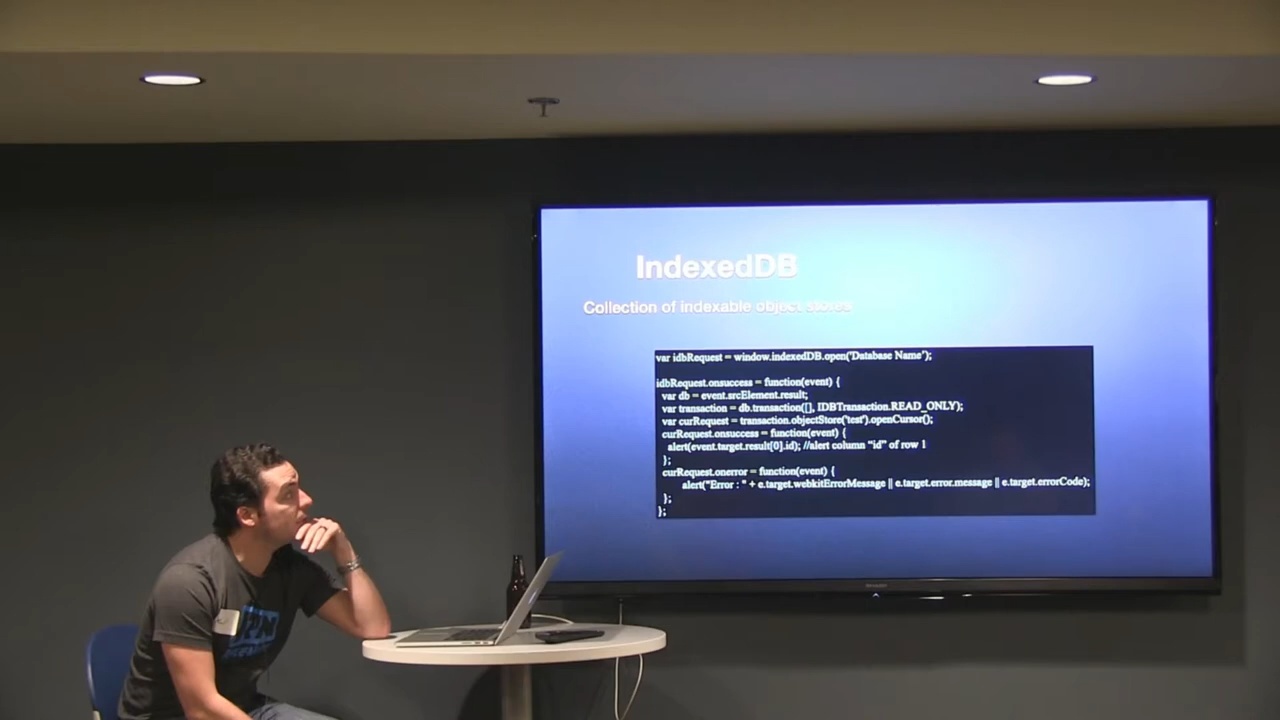 IndexedDB
Collection of indexable object stores
var idbRequest = window.indexedDB.open('Database Name');
idbRequest.onsuccess = function(event) {
var db = event.srcElement.result;
var transaction = db.transaction([], IDBTransaction.READ_ONLY);
var curRequest = transaction.objectStore('test').openCursor();
curRequest.onsuccess = function(event) {
alert(event.target.result[0].id); //alert column "id" of row 1
};
curRequest.onerror = function(event) {
alert("Error : " + e.target.webkitErrorMessage || e.target.error.message || e.target.errorCode);
};
};